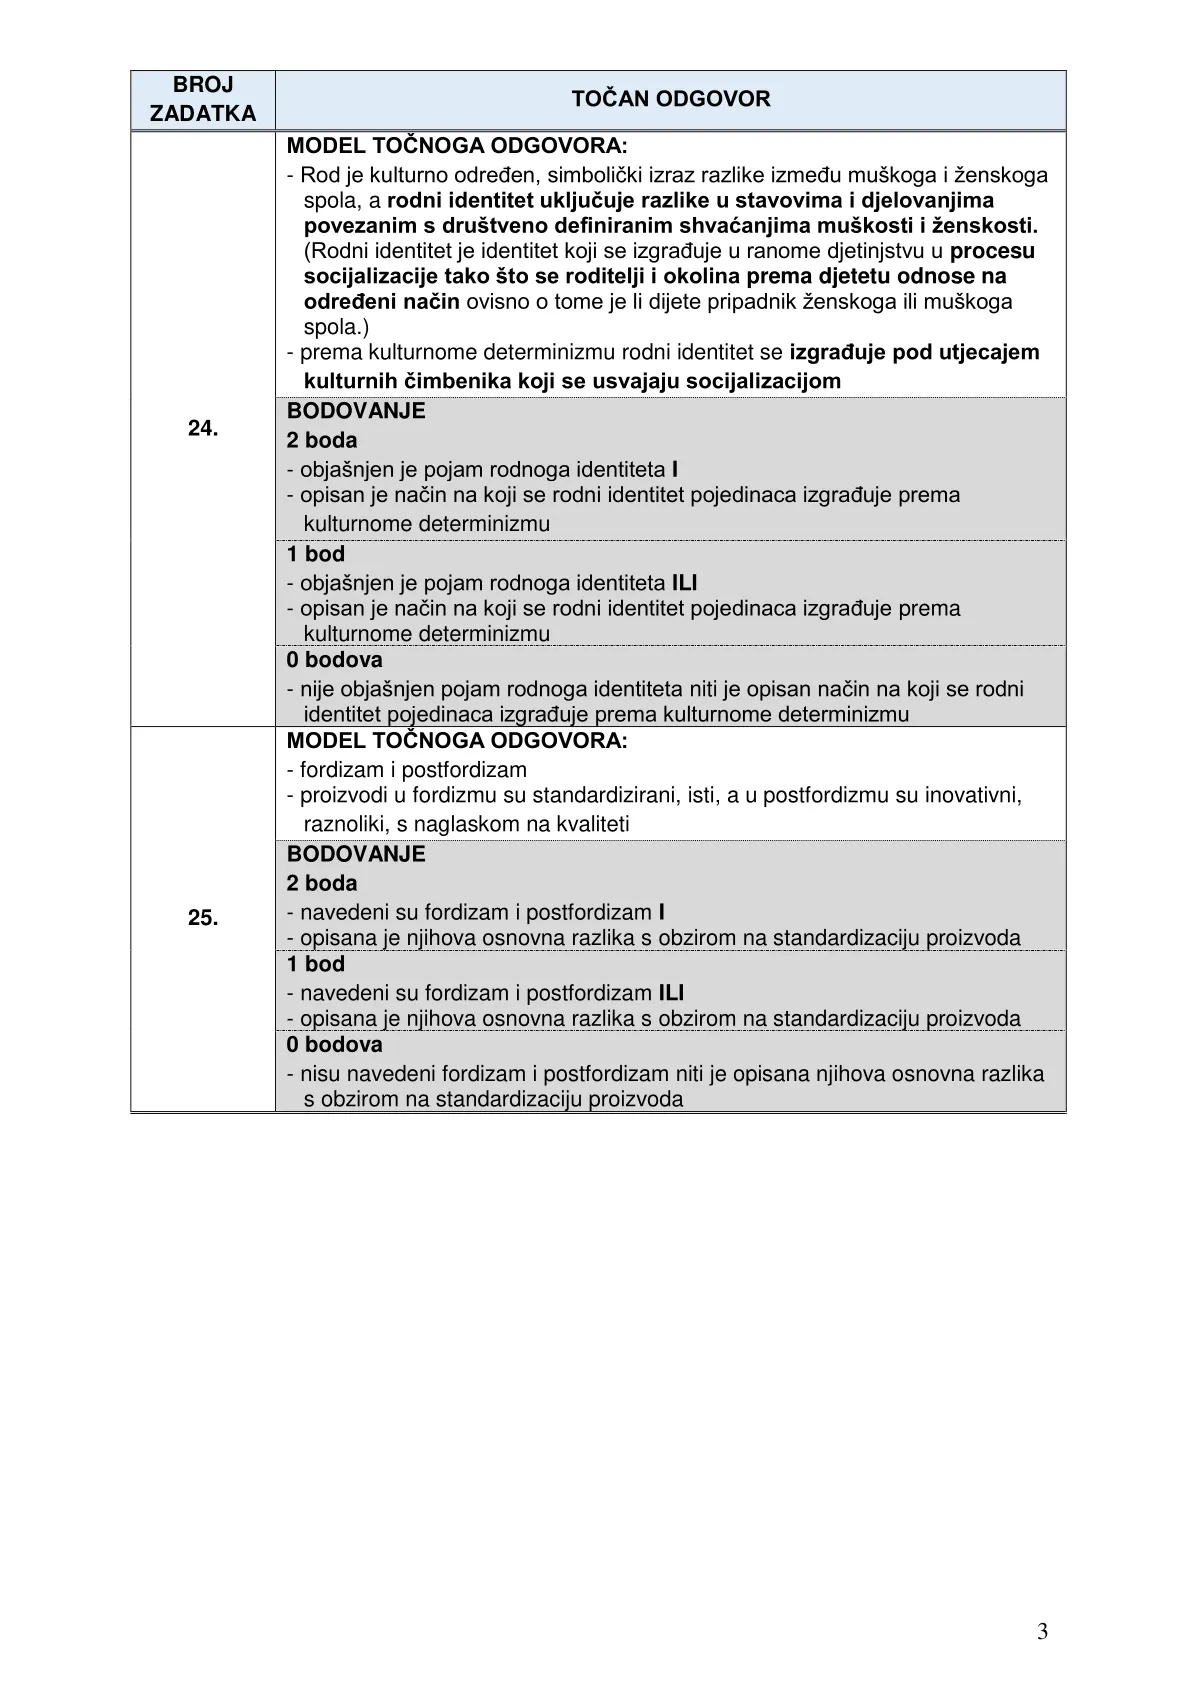 BROJ
ZADATKA
TOČAN ODGOVOR
24.
MODEL TOČNOGA ODGOVORA:
- Rod je kulturno određen, simbolički izraz razlike između muškoga i ženskoga
spola, a rodni identitet uključuje razlike u stavovima i djelovanjima
povezanim s društveno definiranim shvaćanjima muškosti i ženskosti.
(Rodni identitet je identitet koji se izgrađuje u ranome djetinjstvu u procesu
socijalizacije tako što se roditelji i okolina prema djetetu odnose na
određeni način ovisno o tome je li dijete pripadnik ženskoga ili muškoga
spola.)
- prema kulturnome determinizmu rodni identitet se izgrađuje pod utjecajem
kulturnih čimbenika koji se usvajaju socijalizacijom
BODOVANJE
2 boda
- objašnjen je pojam rodnoga identiteta I
- opisan je način na koji se rodni identitet pojedinaca izgrađuje prema
kulturnome determinizmu
1 bod
- objašnjen je pojam rodnoga identiteta ILI
- opisan je način na koji se rodni identitet pojedinaca izgrađuje prema
kulturnome determinizmu
0 bodova
- nije objašnjen pojam rodnoga identiteta niti je opisan način na koji se rodni
identitet pojedinaca izgrađuje prema kulturnome determinizmu
25.
MODEL TOČNOGA ODGOVORA:
- fordizam i postfordizam
- proizvodi u fordizmu su standardizirani, isti, a u postfordizmu su inovativni,
raznoliki, s naglaskom na kvaliteti
BODOVANJE
2 boda
- navedeni su fordizam i postfordizam I
- opisana je njihova osnovna razlika s obzirom na standardizaciju proizvoda
1 bod
- navedeni su fordizam i postfordizam ILI
- opisana je njihova osnovna razlika s obzirom na standardizaciju proizvoda
0 bodova
- nisu navedeni fordizam i postfordizam niti je opisana njihova osnovna razlika
s obzirom na standardizaciju proizvoda
3